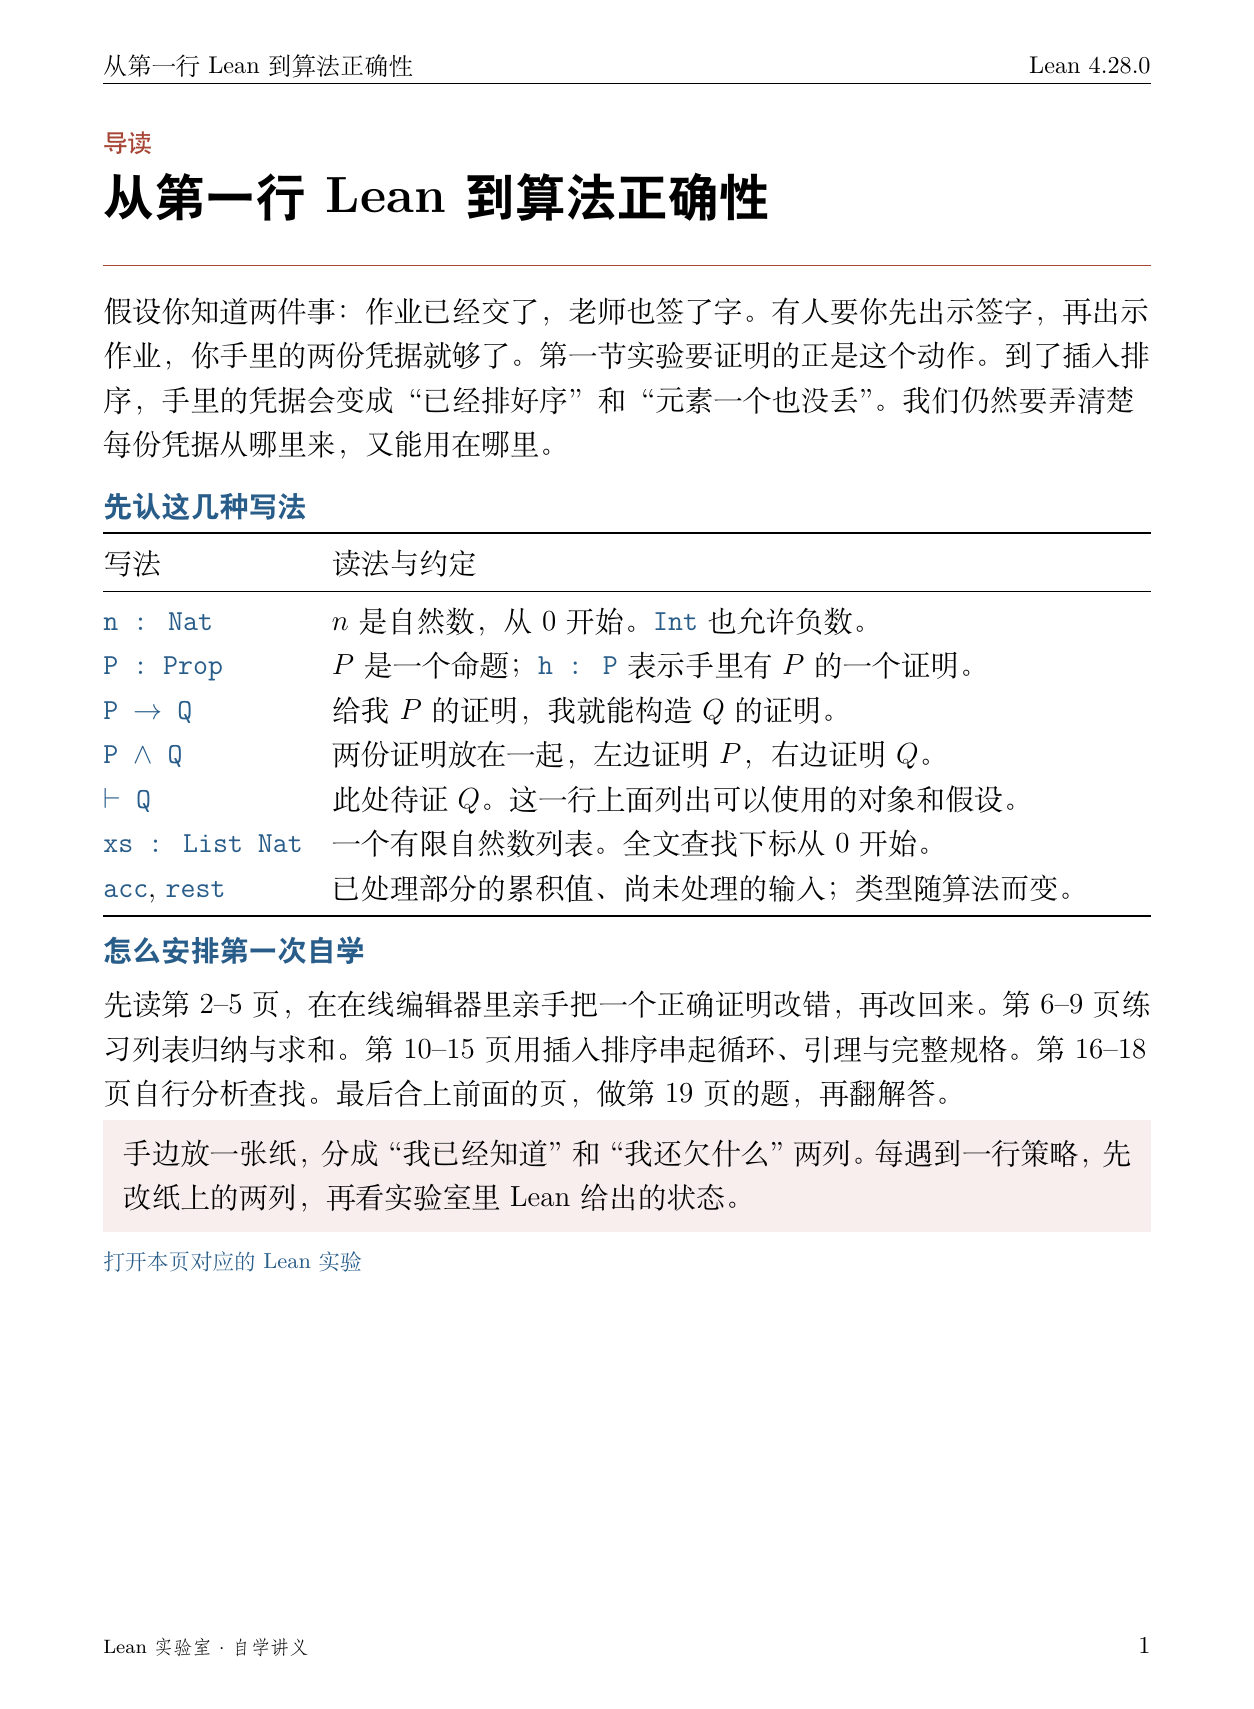 从第一行 Lean 到算法正确性 Lean 4.28.0
导读
从第一行 Lean 到算法正确性
假设你知道两件事：作业已经交了，老师也签了字。有人要你先出示签字，再出示
作业，你手里的两份凭据就够了。第一节实验要证明的正是这个动作。到了插入排
序，手里的凭据会变成“已经排好序”和“元素一个也没丢”。我们仍然要弄清楚
每份凭据从哪里来，又能用在哪里。
先认这几种写法
写法 读法与约定
n : Nat n 是自然数，从 0 开始。Int 也允许负数。
P : Prop P 是一个命题；h : P 表示手里有 P 的一个证明。
P → Q 给我 P 的证明，我就能构造 Q 的证明。
P ∧ Q 两份证明放在一起，左边证明 P，右边证明 Q。
⊢ Q 此处待证 Q。这一行上面列出可以使用的对象和假设。
xs : List Nat 一个有限自然数列表。全文查找下标从 0 开始。
acc, rest 已处理部分的累积值、尚未处理的输入；类型随算法而变。
怎么安排第一次自学
先读第 2–5 页，在在线编辑器里亲手把一个正确证明改错，再改回来。第 6–9 页练
习列表归纳与求和。第 10–15 页用插入排序串起循环、引理与完整规格。第 16–18
页自行分析查找。最后合上前面的页，做第 19 页的题，再翻解答。
手边放一张纸，分成“我已经知道”和“我还欠什么”两列。每遇到一行策略，先
改纸上的两列，再看实验室里 Lean 给出的状态。
打开本页对应的 Lean 实验
Lean 实验室 · 自学讲义 1